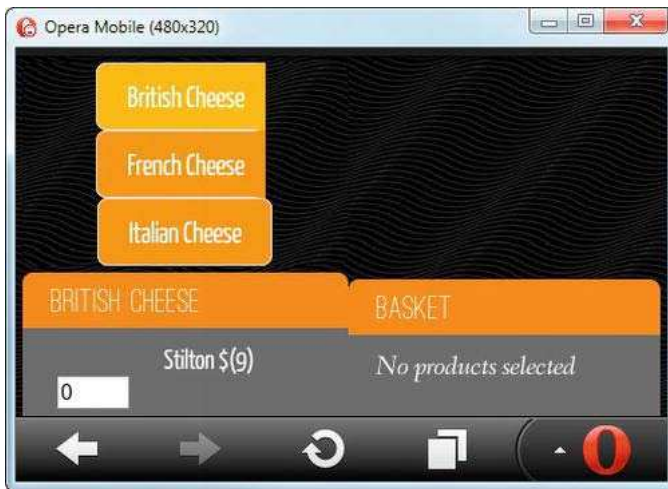 Opera Mobile (480x320)
British Cheese
French Cheese
Italian Cheese
BRITISH CHEESE
BASKET
Stilton $(9)
No products selected
0